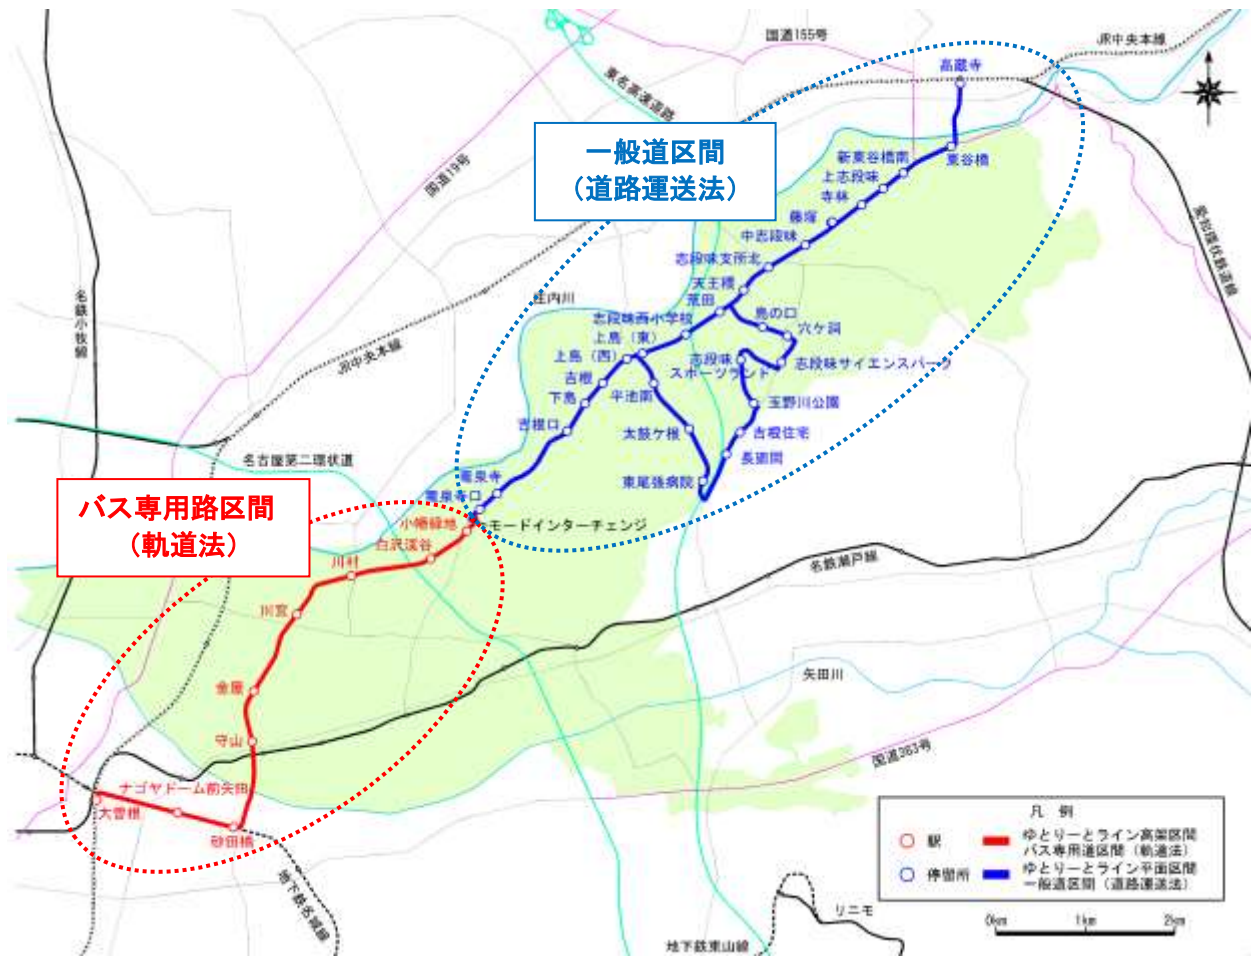 国道155号
JR中央本線
高蔵寺
東名高速道路
一般道区間
（道路運送法）
新東谷橋南
東谷橋
上志段味
国道19号
寺林
藤塚
中志段味
愛知環状鉄道線
志段味支所北
天王橋
荒田
庄内川
名鉄小牧線
島の口
志段味西小学校
穴ケ洞
上島（東）
JR中央本線
上島（西）
志段味
スポーツランド
志段味サイエンスパーク
吉根
平池南
下島
玉野川公園
吉根口
太鼓ケ根
吉根住宅
長廻間
名古屋第二環状道
竜泉寺
東尾張病院
竜泉寺口
バス専用路区間
（軌道法）
小幡緑地
モードインターチェンジ
白沢渓谷
川村
名鉄瀬戸線
川宮
矢田川
金屋
守山
国道363号
ナゴヤドーム前矢田
大曽根
砂田橋
凡　例
駅
ゆとりーとライン高架区間
バス専用道区間（軌道法）
停留所
ゆとりーとライン平面区間
一般道区間（道路運送法）
地下鉄名城線
リニモ
0km
1km
2km
地下鉄東山線